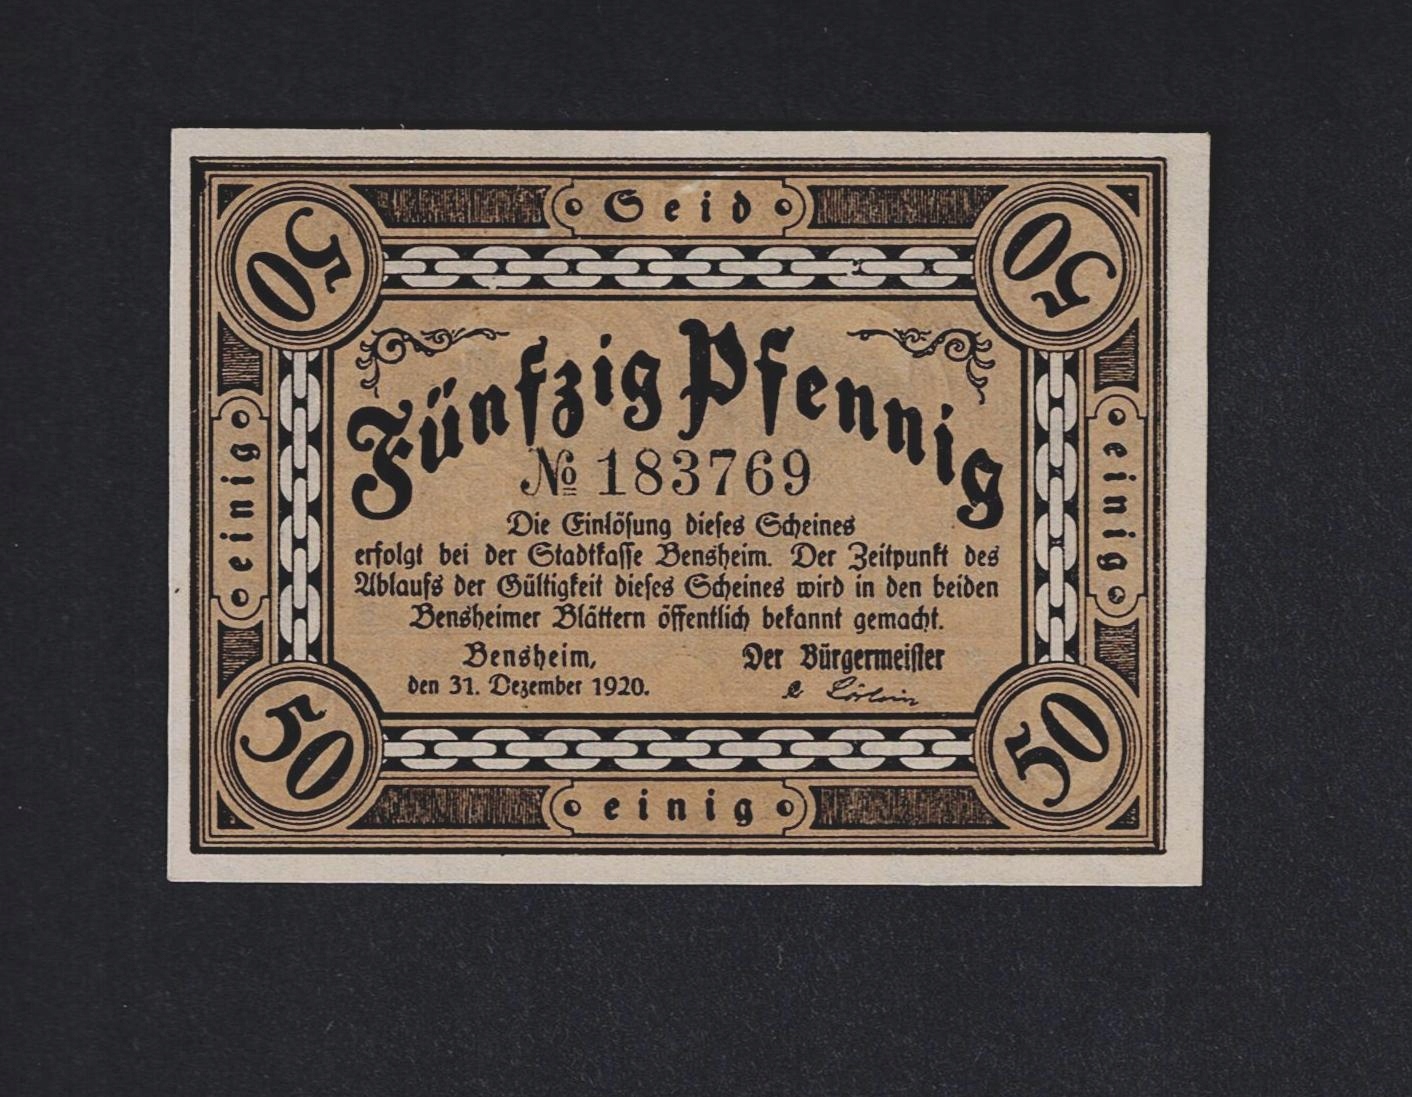 Seid
50
50
einig
einig
Fünfzig Pfennig
№ 183769
Die Einlösung dieses Scheines
erfolgt bei der Stadtkasse Bensheim. Der Zeitpunkt des
Ablaufs der Gültigkeit dieses Scheines wird in den beiden
Bensheimer Blättern öffentlich bekannt gemacht.
Bensheim,
den 31. Dezember 1920.
Der Bürgermeister
50
50
einig